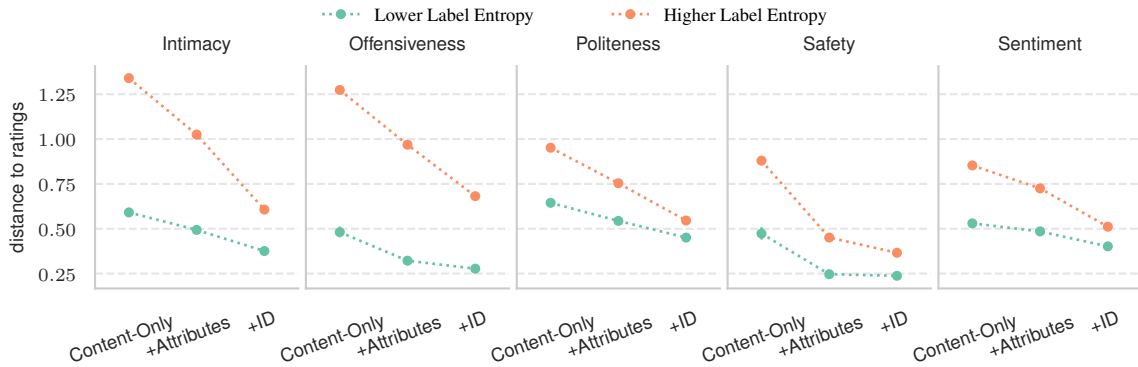 Lower Label Entropy Higher Label Entropy
Intimacy Offensiveness Politeness Safety Sentiment
distance to ratings
1.25
1.00
0.75
0.50
0.25
Content-Only +Attributes +ID Content-Only +Attributes +ID Content-Only +Attributes +ID Content-Only +Attributes +ID Content-Only +Attributes +ID